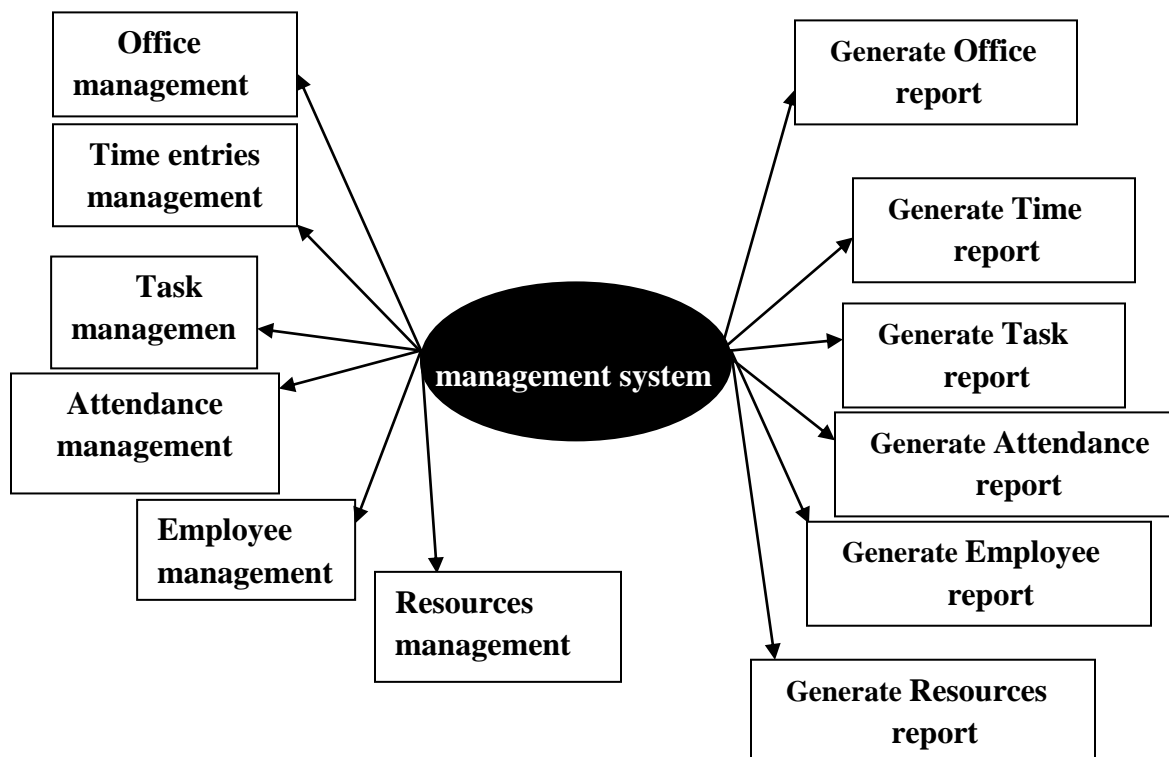 Office
management
Time entries
management
Task
managemen
Attendance
management
Employee
management
Resources
management
management system
Generate Office
report
Generate Time
report
Generate Task
report
Generate Attendance
report
Generate Employee
report
Generate Resources
report